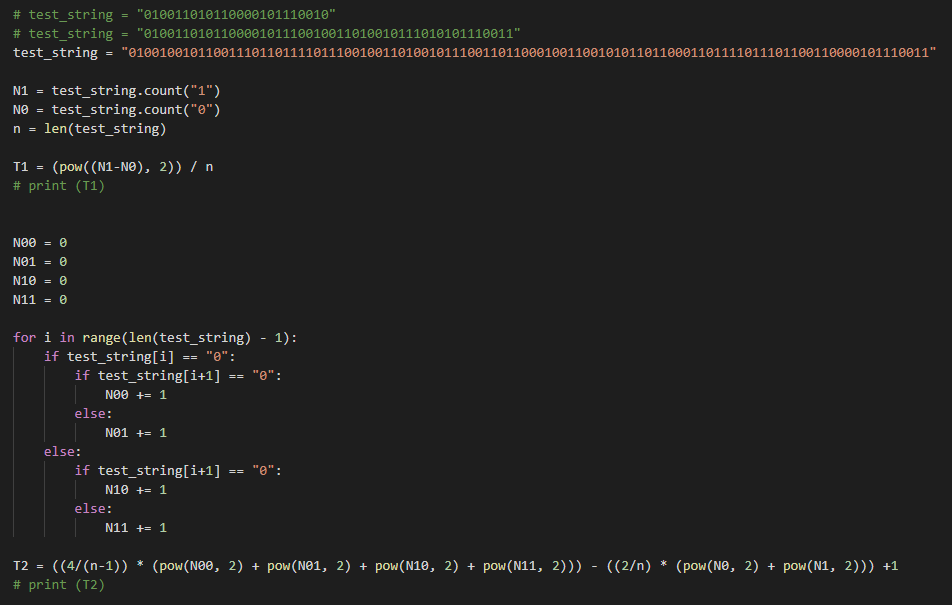 # test_string = "010011010110000101110010"
# test_string = "010011010110000101110010011010010111010101110011"
test_string = "01001001011001110110111101110010011010010111001101100010011001010110110001101111011101100110000101110011"
N1 = test_string.count("1")
N0 = test_string.count("0")
n = len(test_string)
T1 = (pow((N1-N0), 2)) / n
# print (T1)
N00 = 0
N01 = 0
N10 = 0
N11 = 0
for i in range(len(test_string) - 1):
if test_string[i] == "0":
if test_string[i+1] == "0":
N00 += 1
else:
N01 += 1
else:
if test_string[i+1] == "0":
N10 += 1
else:
N11 += 1
T2 = ((4/(n-1)) * (pow(N00, 2) + pow(N01, 2) + pow(N10, 2) + pow(N11, 2))) - ((2/n) * (pow(N0, 2) + pow(N1, 2))) +1
# print (T2)